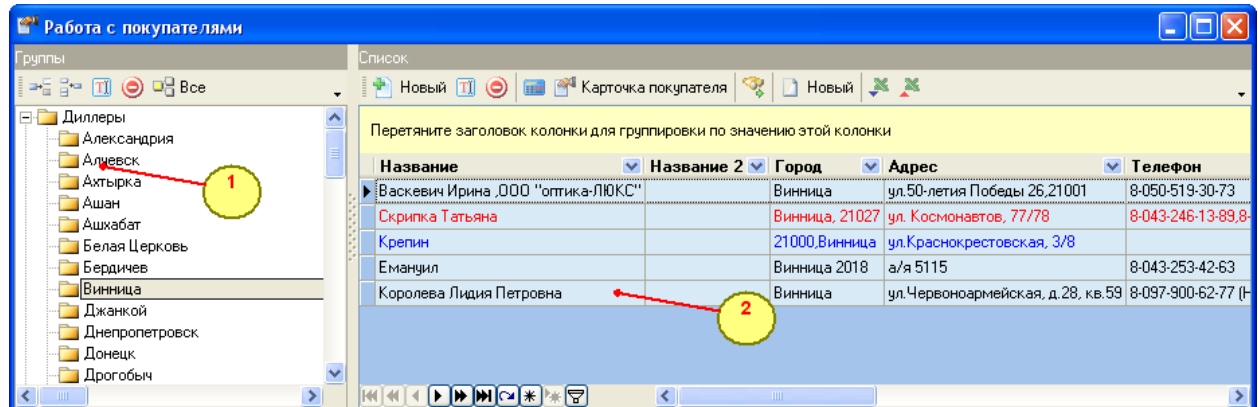 Работа с покупателями
Группы
Список
Все
Новый
Карточка покупателя
Новый
Перетяните заголовок колонки для группировки по значению этой колонки
Диллеры
Александрия
Алчевск
Ахтырка
Ашан
Ашхабат
Белая Церковь
Бердичев
Винница
Джанкой
Днепропетровск
Донецк
Дрогобыч
1
Название Название 2 Город Адрес Телефон
Васкевич Ирина ,ООО "оптика-ЛЮКС" Винница ул.50-летия Победы 26,21001 8-050-519-30-73
Скрипка Татьяна Винница, 21027 ул. Космонавтов, 77/78 8-043-246-13-89,8-
Крепин 21000,Винница ул.Краснокрестовская, 3/8
Емануил Винница 2018 а/я 5115 8-043-253-42-63
Королева Лидия Петровна Винница ул.Червоноармейская, д.28, кв.59 8-097-900-62-77 (Н
2